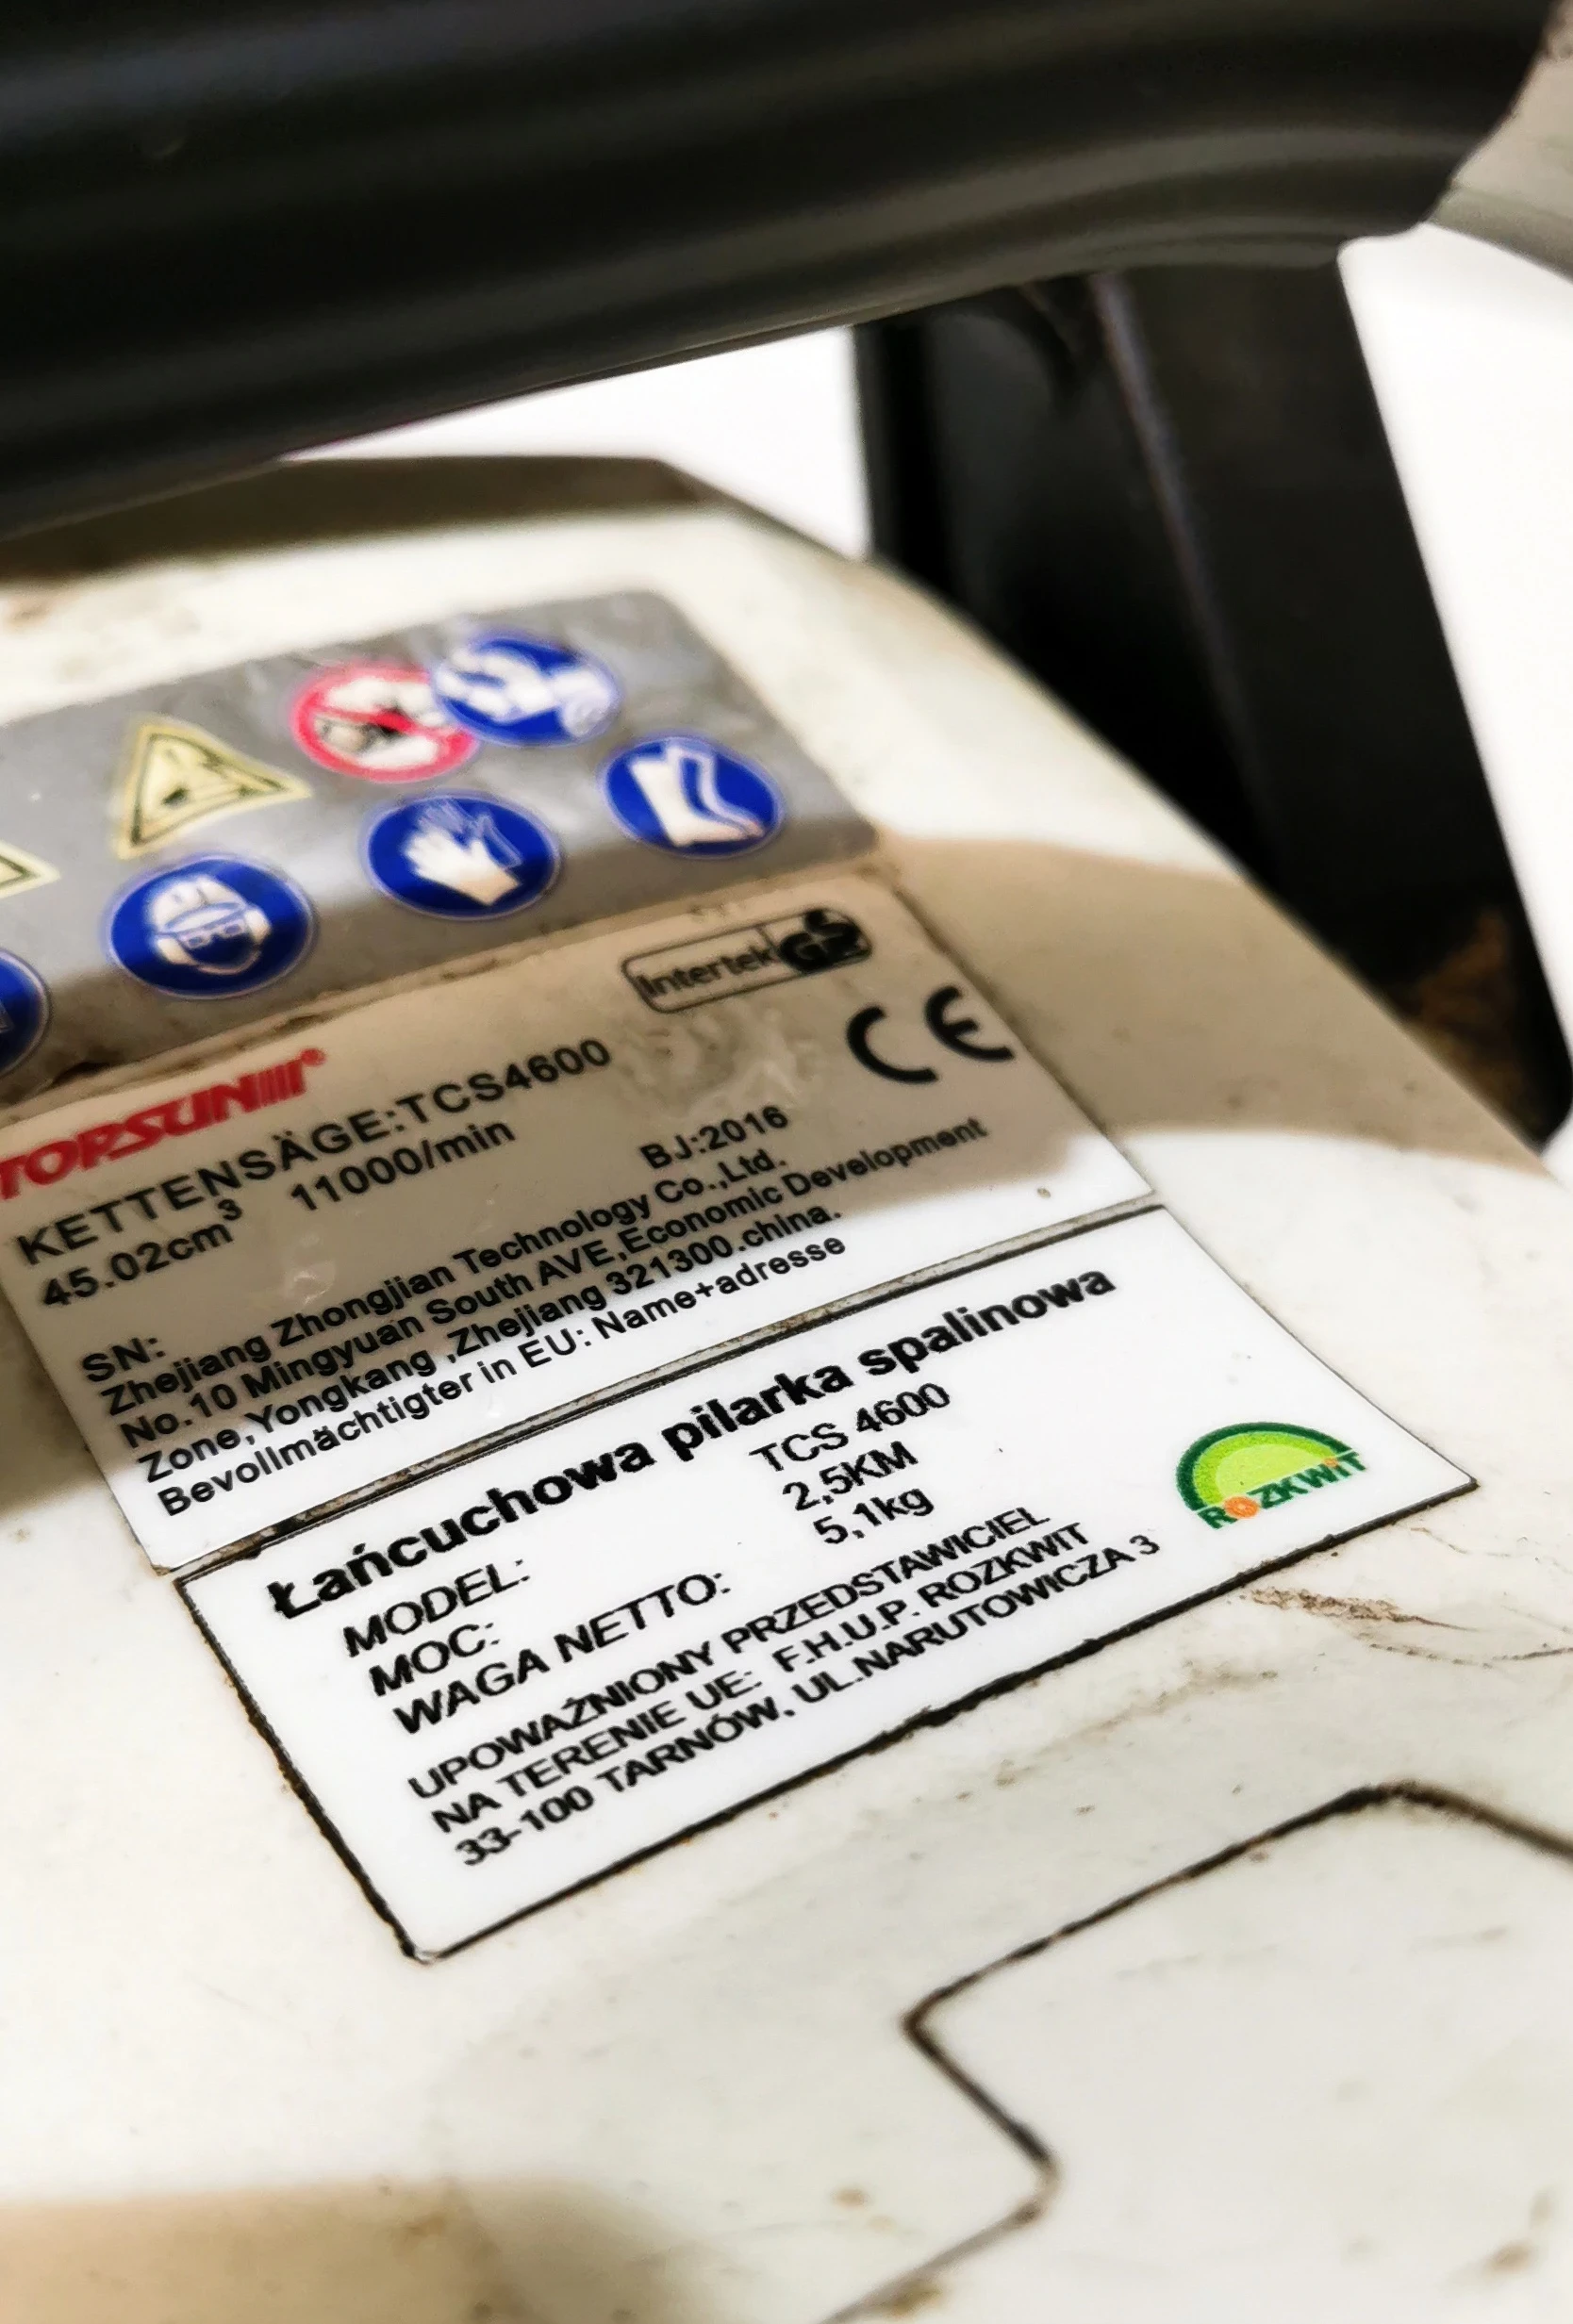 Intertek GS
CE
TOPSUN®
KETTENSÄGE:TCS4600
45.02cm³ 11000/min
BJ:2016
SN:
Zhejiang Zhongjian Technology Co.,Ltd.
No.10 Mingyuan South AVE,Economic Development
Zone,Yongkang ,Zhejiang 321300.china.
Bevollmächtigter in EU: Name+adresse
Łańcuchowa pilarka spalinowa
MODEL: TCS 4600
MOC: 2,5KM
WAGA NETTO: 5,1kg
UPOWAŹNIONY PRZEDSTAWICIEL
NA TERENIE UE: F.H.U.P. ROZKWIT
33-100 TARNÓW, UL.NARUTOWICZA 3
ROZKWiT